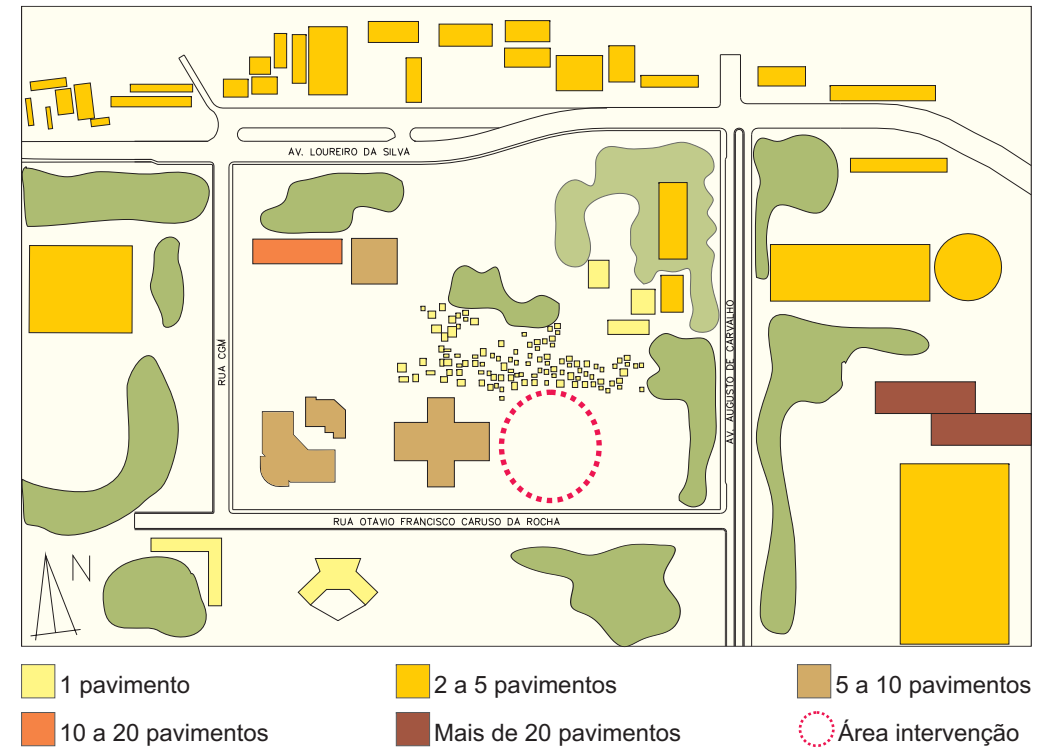 AV. LOUREIRO DA SILVA
RUA CGM
AV. AUGUSTO DE CARVALHO
RUA OTAVIO FRANCISCO CARUSO DA ROCHA
N
1 pavimento
2 a 5 pavimentos
5 a 10 pavimentos
10 a 20 pavimentos
Mais de 20 pavimentos
Área intervenção